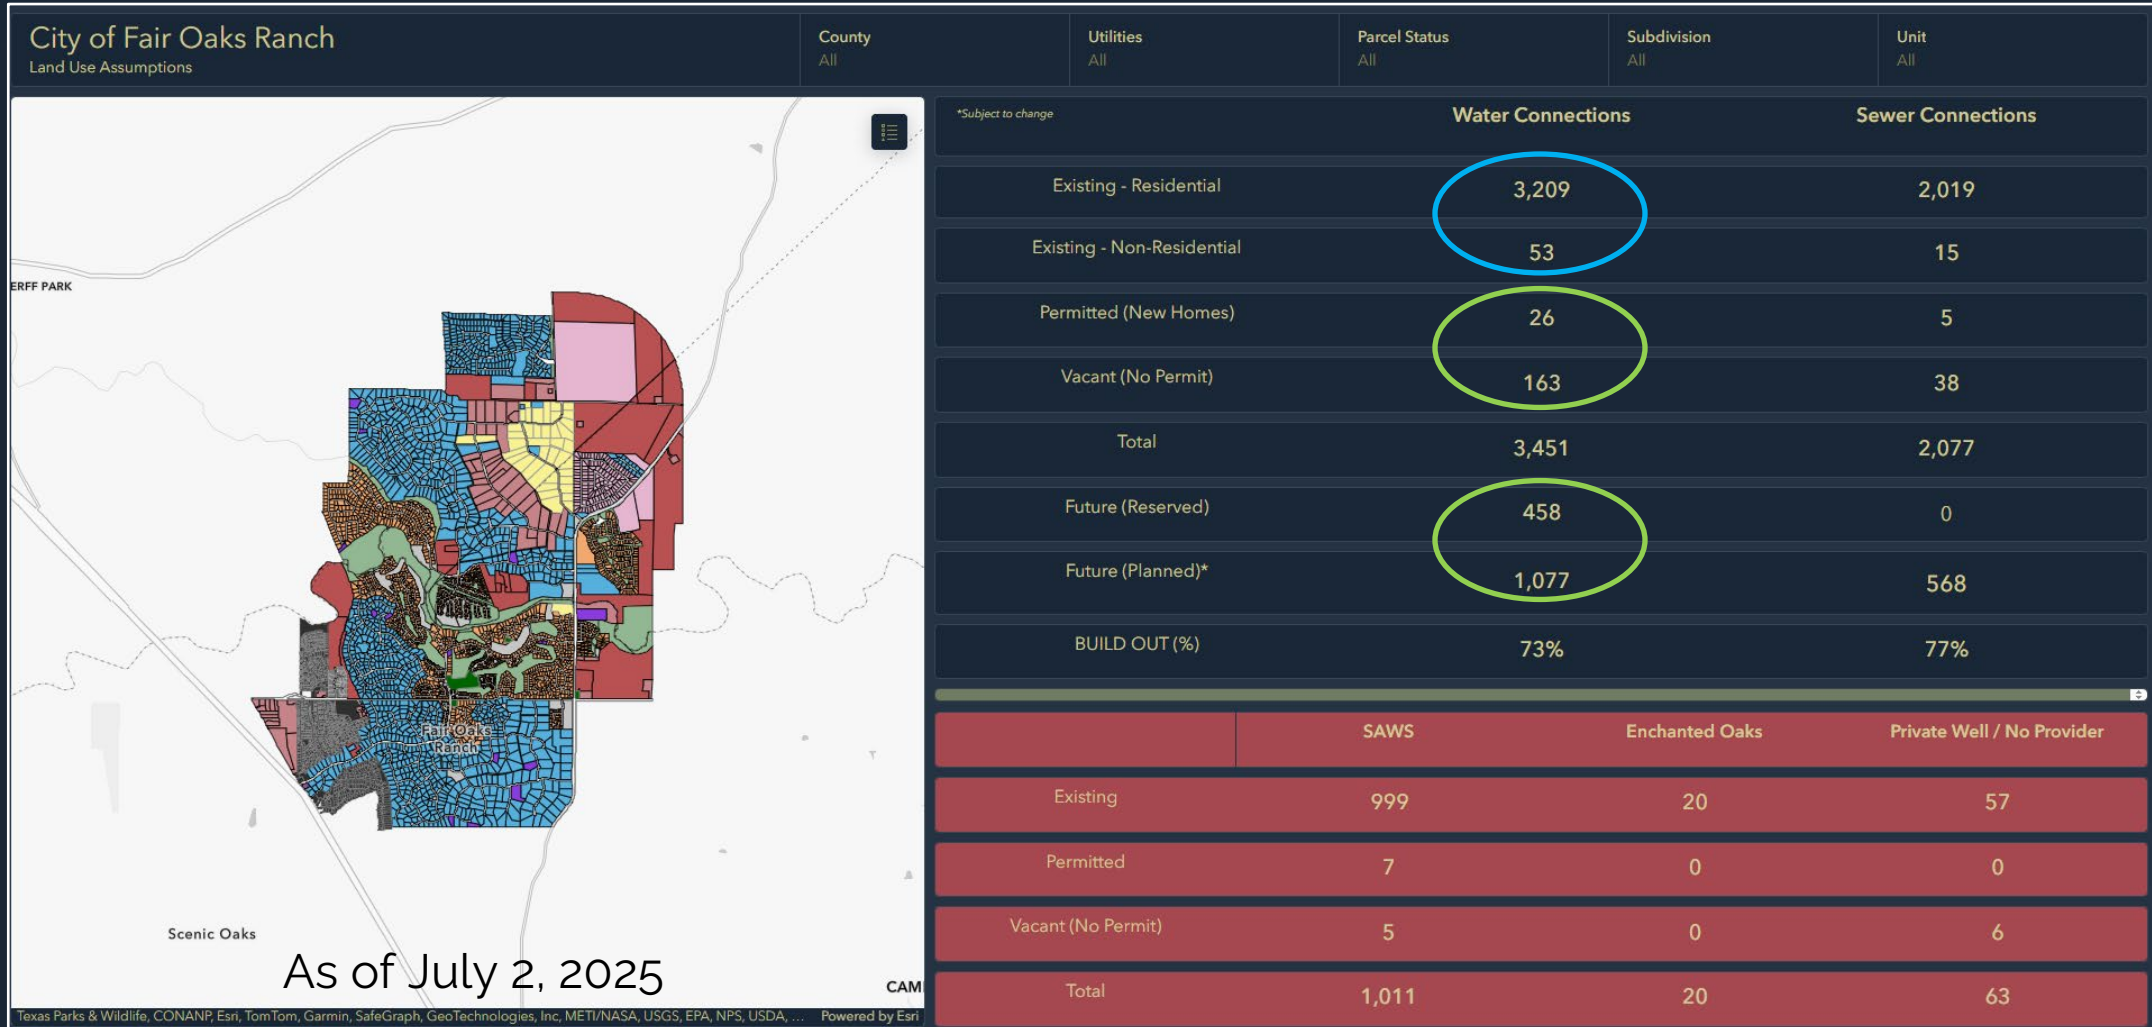 City of Fair Oaks Ranch
Land Use Assumptions
County
All
Utilities
All
Parcel Status
All
Subdivision
All
Unit
All
ERFF PARK
Fair Oaks
Ranch
Scenic Oaks
CAM
As of July 2, 2025
Texas Parks & Wildlife, CONANP, Esri, TomTom, Garmin, SafeGraph, GeoTechnologies, Inc, METI/NASA, USGS, EPA, NPS, USDA, ... Powered by Esri
*Subject to change Water Connections Sewer Connections
Existing - Residential 3,209 2,019
Existing - Non-Residential 53 15
Permitted (New Homes) 26 5
Vacant (No Permit) 163 38
Total 3,451 2,077
Future (Reserved) 458 0
Future (Planned)* 1,077 568
BUILD OUT (%) 73% 77%
SAWS Enchanted Oaks Private Well / No Provider
Existing 999 20 57
Permitted 7 0 0
Vacant (No Permit) 5 0 6
Total 1,011 20 63